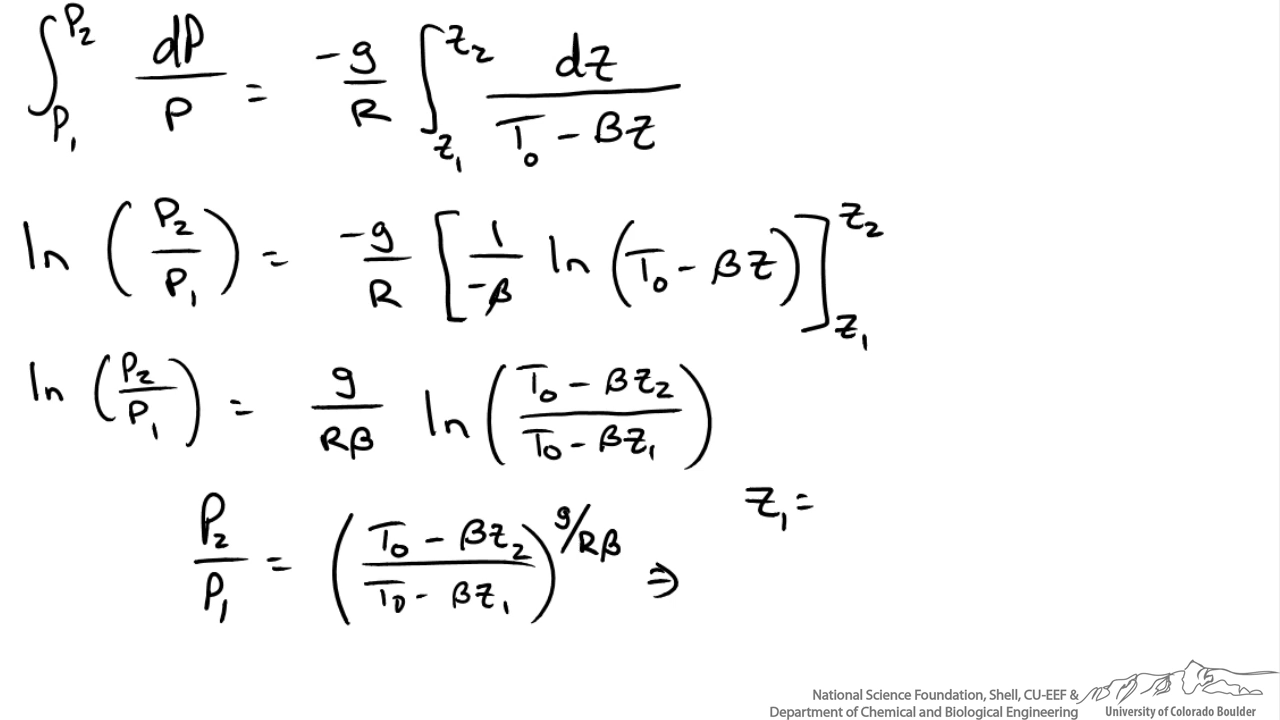 ∫_{P₁}^{P₂} dP/P = -g/R ∫_{z₁}^{z₂} dz/(T₀ - βz)
ln (P₂/P₁) = -g/R [1/-β ln (T₀ - βz)]_{z₁}^{z₂}
ln (P₂/P₁) = g/Rβ ln ((T₀ - βz₂)/(T₀ - βz₁))
z₁ =
P₂/P₁ = ((T₀ - βz₂)/(T₀ - βz₁))^{g/Rβ} ⇒
National Science Foundation, Shell, CU-EEF &
Department of Chemical and Biological Engineering
University of Colorado Boulder